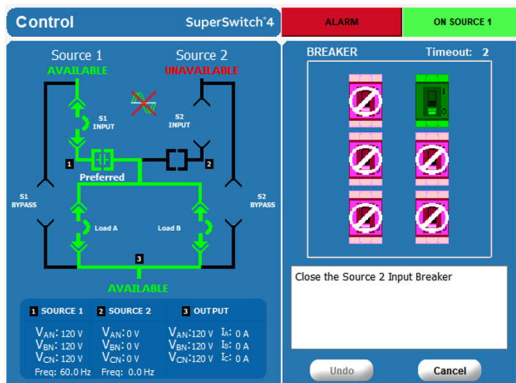 Control
SuperSwitch®4
ALARM
ON SOURCE 1
Source 1
AVAILABLE
Source 2
UNAVAILABLE
S1
INPUT
S2
INPUT
1
2
Preferred
S1
BYPASS
S2
BYPASS
Load A
Load B
3
AVAILABLE
1 SOURCE 1
VAN: 120 V
VBN: 120 V
VCN: 120 V
Freq: 60.0 Hz
2 SOURCE 2
VAN: 0 V
VBN: 0 V
VCN: 0 V
Freq: 0.0 Hz
3 OUTPUT
VAN: 120 V IA: 0 A
VBN: 120 V IB: 0 A
VCN: 120 V IC: 0 A
BREAKER
Timeout: 2
Close the Source 2 Input Breaker
Undo
Cancel